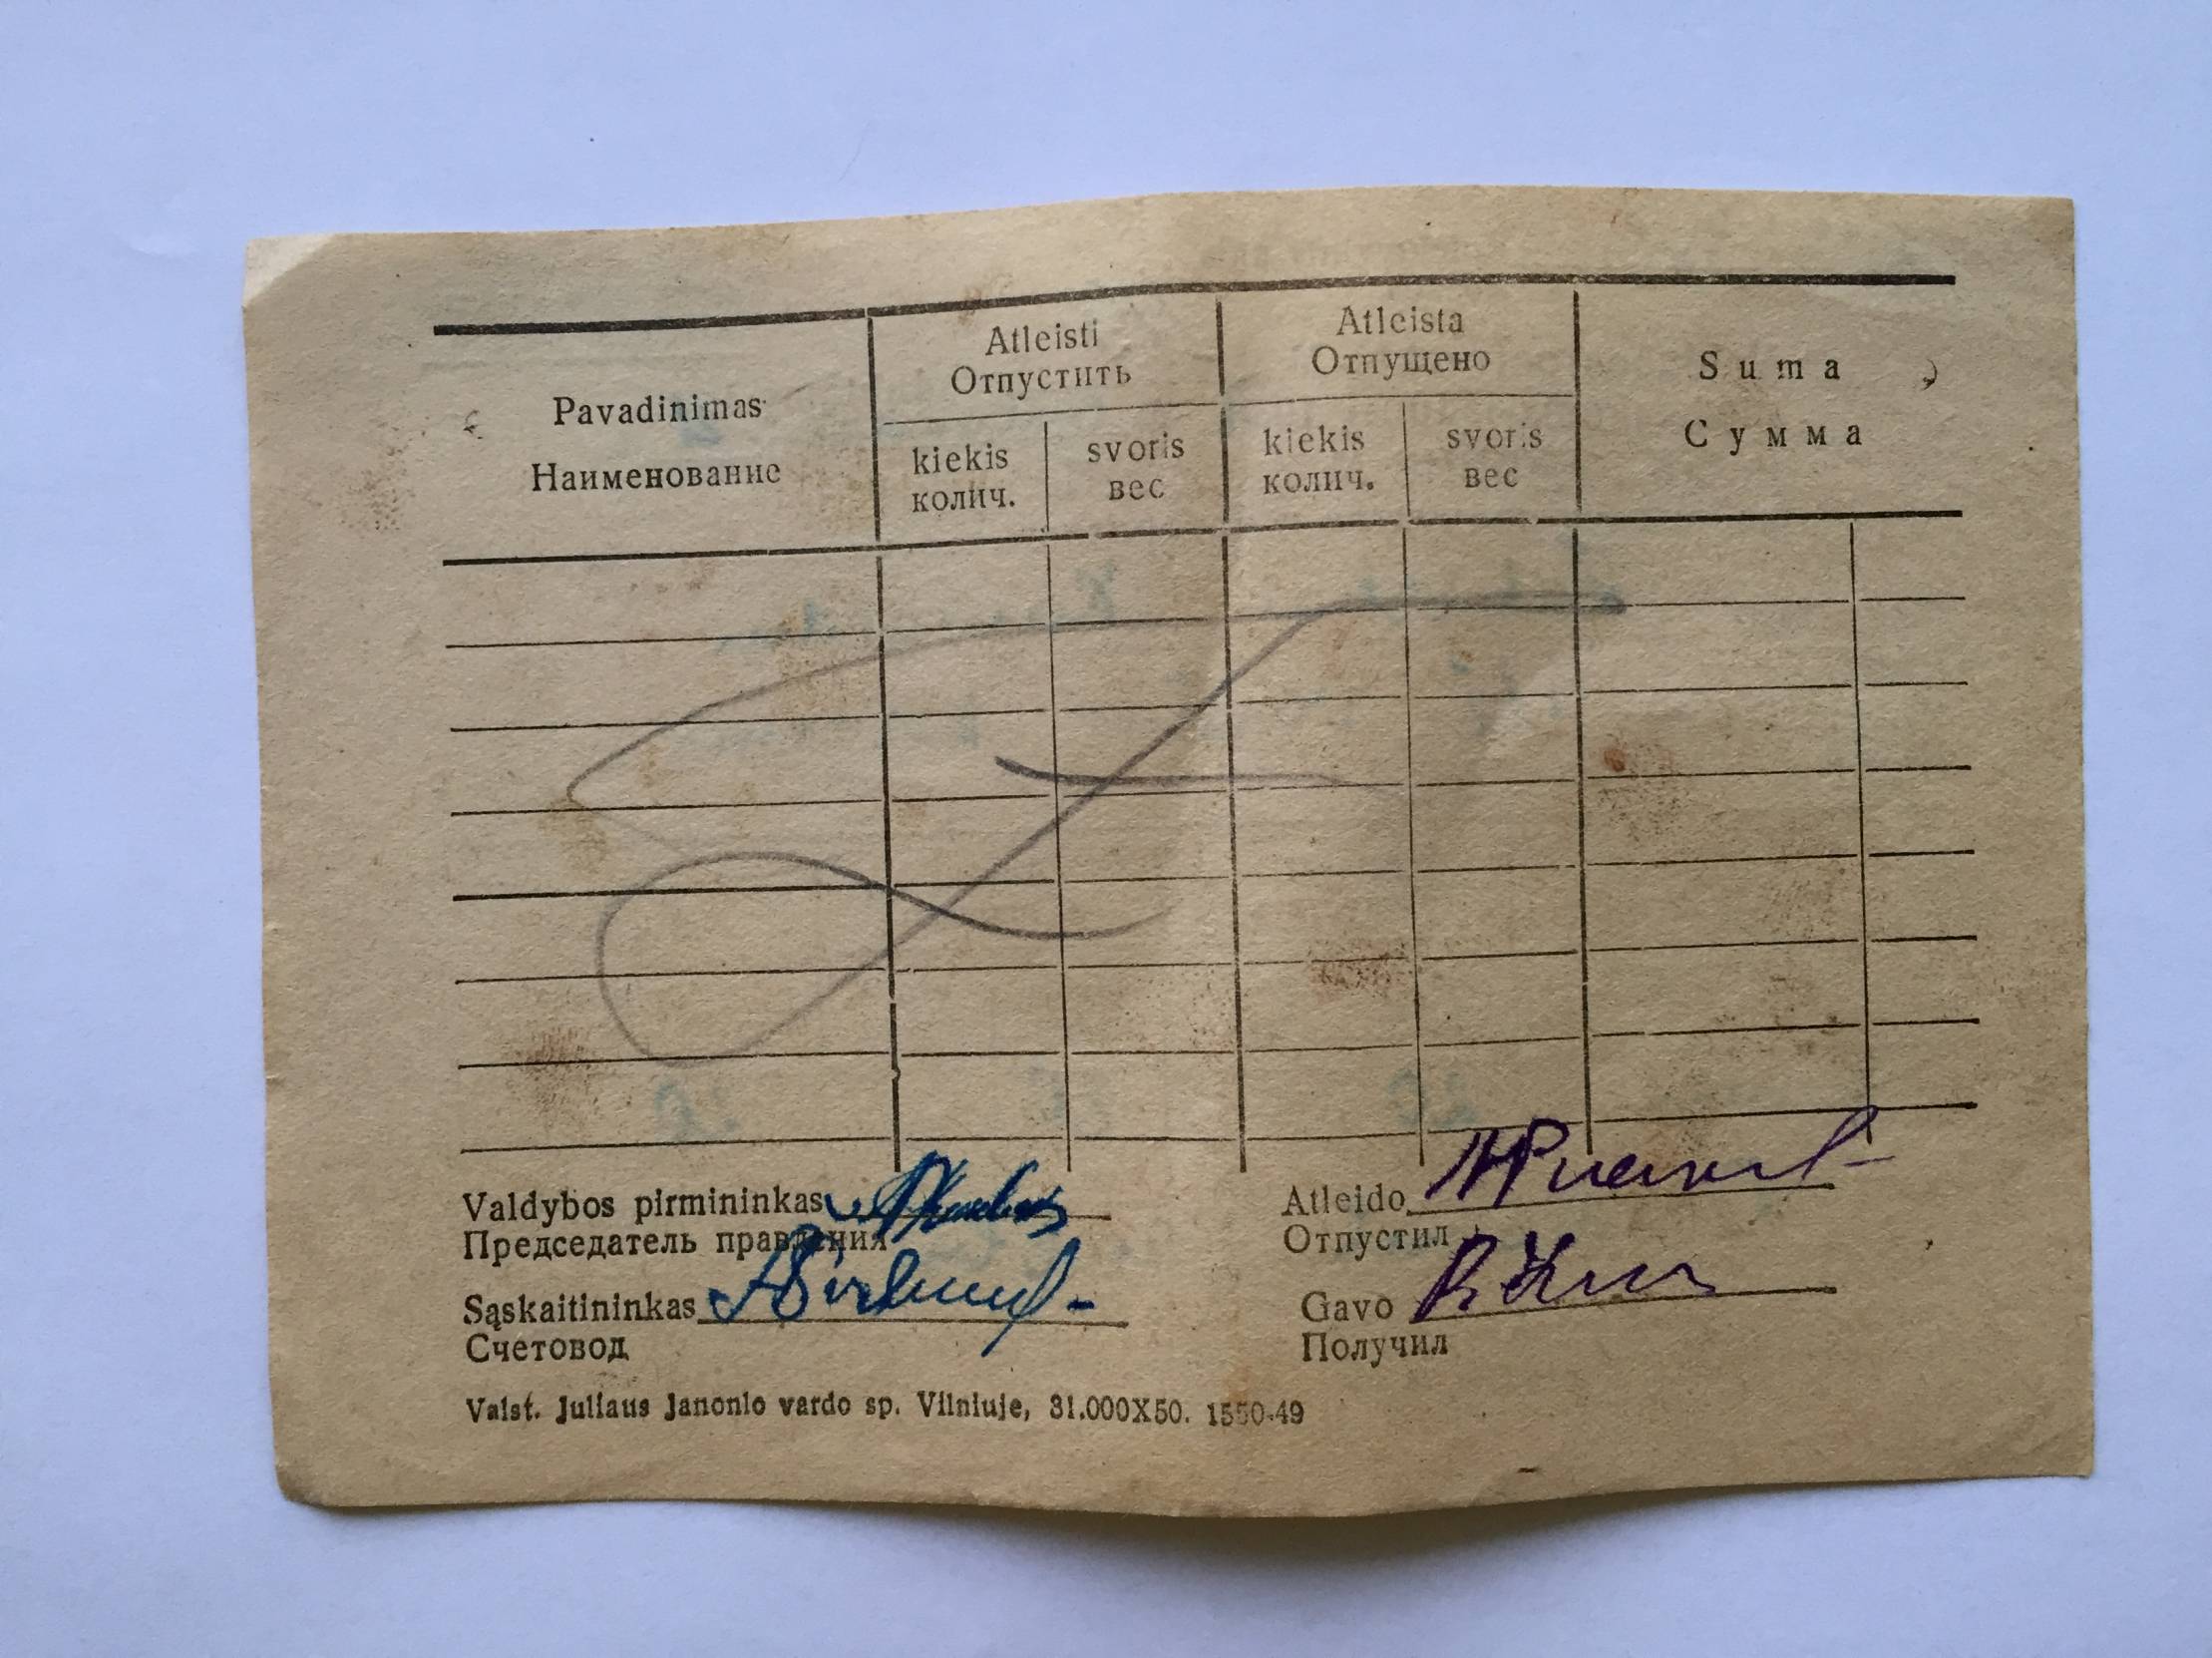 Pavadinimas
Наименование
Atleisti
Отпустить
Atleista
Отпущено
Suma
Сумма
kiekis
колич.
svoris
вес
kiekis
колич.
svoris
вес
Valdybos pirmininkas
Председатель правления
Sąskaitininkas
Счетовод
Atleido
Отпустил
Gavo
Получил
Valst. Juliaus Janonio vardo sp. Vilniuje, 31.000X50. 1550-49